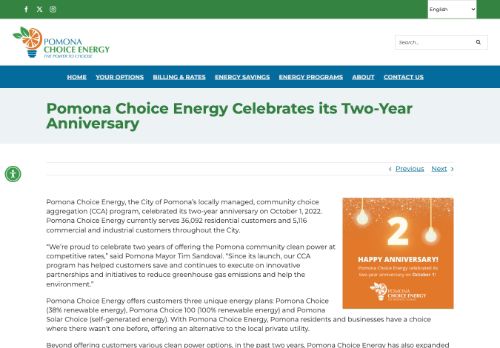 English
POMONA
CHOICE ENERGY
THE POWER TO CHOOSE
Search...
HOME YOUR OPTIONS BILLING & RATES ENERGY SAVINGS ENERGY PROGRAMS ABOUT CONTACT US
Pomona Choice Energy Celebrates its Two-Year
Anniversary
Previous Next
Pomona Choice Energy, the City of Pomona's locally managed, community choice
aggregation (CCA) program, celebrated its two-year anniversary on October 1, 2022.
Pomona Choice Energy currently serves 36,092 residential customers and 5,116
commercial and industrial customers throughout the City.
"We're proud to celebrate two years of offering the Pomona community clean power at
competitive rates," said Pomona Mayor Tim Sandoval. "Since its launch, our CCA
program has helped customers save and continues to execute on innovative
partnerships and initiatives to reduce greenhouse gas emissions and help the
environment."
Pomona Choice Energy offers customers three unique energy plans: Pomona Choice
(38% renewable energy), Pomona Choice 100 (100% renewable energy) and Pomona
Solar Choice (self-generated energy). With Pomona Choice Energy, Pomona residents and businesses have a choice
where there wasn't one before, offering an alternative to the local private utility.
Beyond offering customers various clean power options, in the past two years, Pomona Choice Energy has also expanded
2
HAPPY ANNIVERSARY!
Pomona Choice Energy celebrated its
two year anniversary on October 1!
POMONA
CHOICE ENERGY